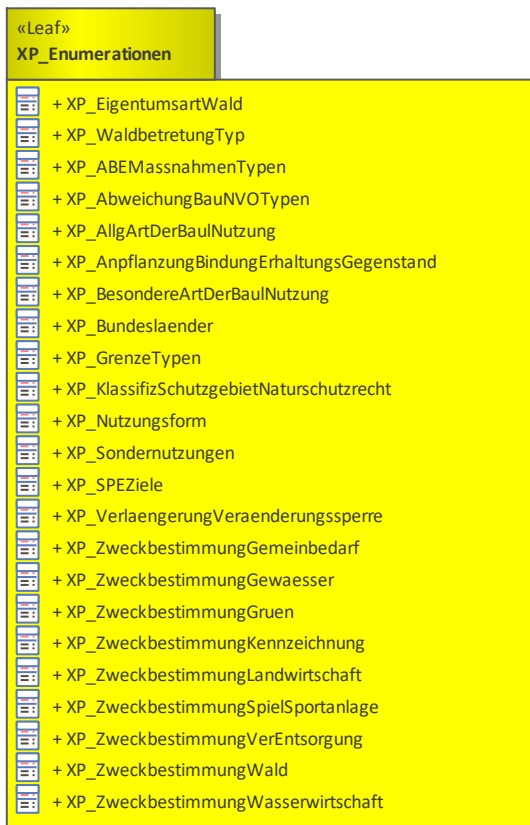 «Leaf»
XP_Enumerationen
+ XP_EigentumsartWald
+ XP_WaldbetretungTyp
+ XP_ABEMassnahmenTypen
+ XP_AbweichungBauNVOTypen
+ XP_AllgArtDerBaulNutzung
+ XP_AnpflanzungBindungErhaltungsGegenstand
+ XP_BesondereArtDerBaulNutzung
+ XP_Bundeslaender
+ XP_GrenzeTypen
+ XP_KlassifizSchutzgebietNaturschutzrecht
+ XP_Nutzungsform
+ XP_Sondernutzungen
+ XP_SPEZiele
+ XP_VerlaengerungVeraenderungssperre
+ XP_ZweckbestimmungGemeinbedarf
+ XP_ZweckbestimmungGewaesser
+ XP_ZweckbestimmungGruen
+ XP_ZweckbestimmungKennzeichnung
+ XP_ZweckbestimmungLandwirtschaft
+ XP_ZweckbestimmungSpielSportanlage
+ XP_ZweckbestimmungVerEntsorgung
+ XP_ZweckbestimmungWald
+ XP_ZweckbestimmungWasserwirtschaft